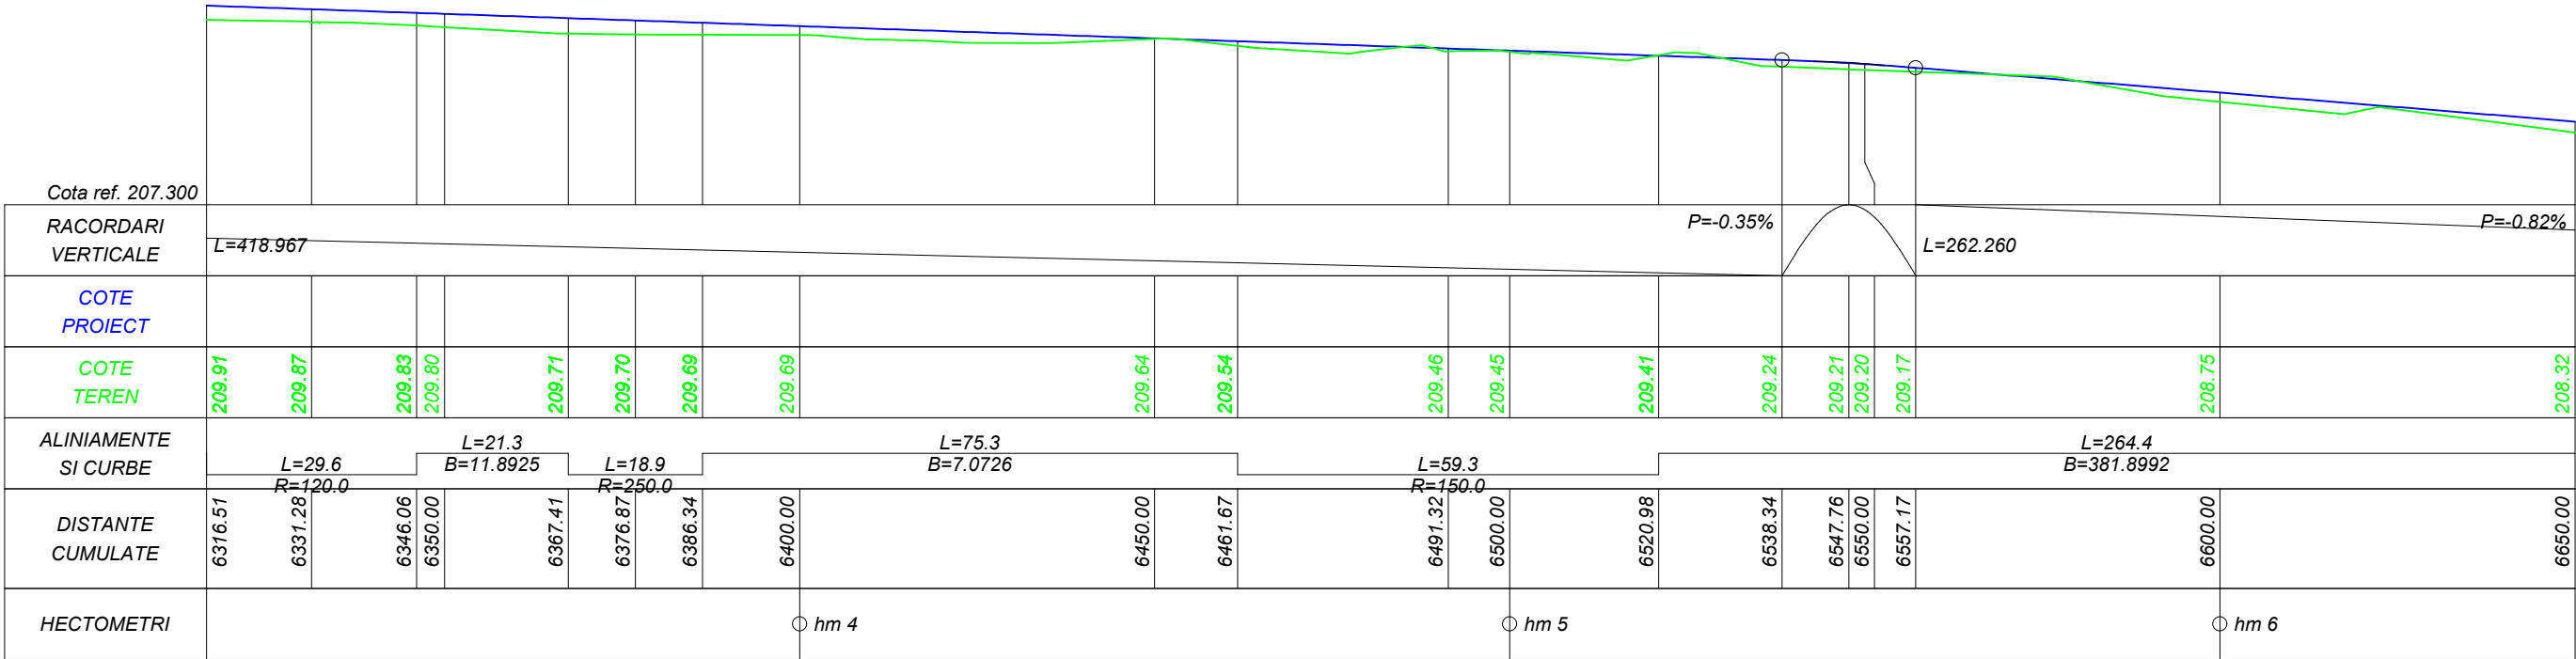 Cota ref. 207.300
RACORDARI
VERTICALE
L=418.967
P=-0.35%
L=262.260
P=-0.82%
COTE
PROIECT
COTE
TEREN
209.91
209.87
209.83
209.80
209.71
209.70
209.69
209.69
209.64
209.54
209.46
209.45
209.41
209.24
209.21
209.20
209.17
208.75
208.32
ALINIAMENTE
SI CURBE
L=29.6
R=120.0
L=21.3
B=11.8925
L=18.9
R=250.0
L=75.3
B=7.0726
L=59.3
R=150.0
L=264.4
B=381.8992
DISTANTE
CUMULATE
6316.51
6331.28
6346.06
6350.00
6367.41
6376.87
6386.34
6400.00
6450.00
6461.67
6491.32
6500.00
6520.98
6538.34
6547.76
6550.00
6557.17
6600.00
6650.00
HECTOMETRI
hm 4
hm 5
hm 6